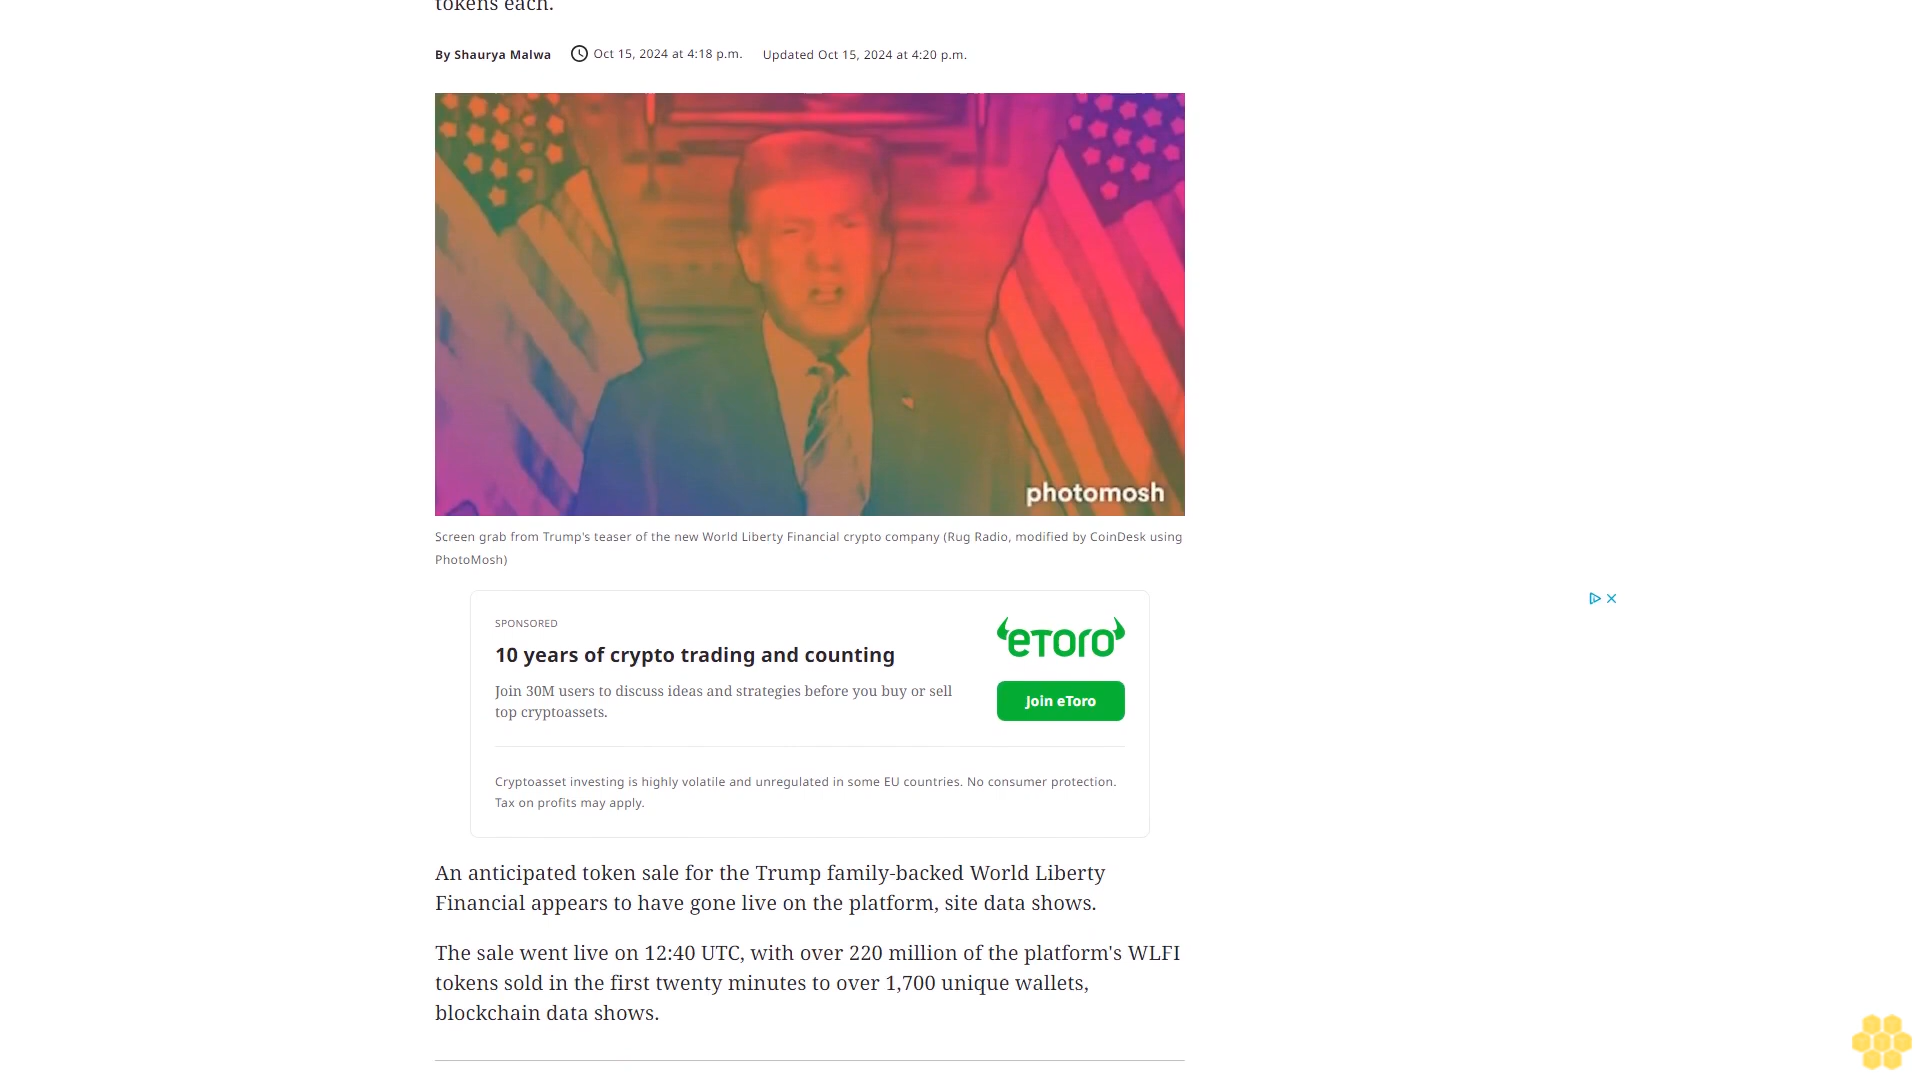 tokens each.
By Shaurya Malwa Oct 15, 2024 at 4:18 p.m. Updated Oct 15, 2024 at 4:20 p.m.
photomosh
Screen grab from Trump's teaser of the new World Liberty Financial crypto company (Rug Radio, modified by CoinDesk using
PhotoMosh)
SPONSORED
eTORO
10 years of crypto trading and counting
Join 30M users to discuss ideas and strategies before you buy or sell
top cryptoassets.
Join eToro
Cryptoasset investing is highly volatile and unregulated in some EU countries. No consumer protection.
Tax on profits may apply.
An anticipated token sale for the Trump family-backed World Liberty
Financial appears to have gone live on the platform, site data shows.
The sale went live on 12:40 UTC, with over 220 million of the platform's WLFI
tokens sold in the first twenty minutes to over 1,700 unique wallets,
blockchain data shows.